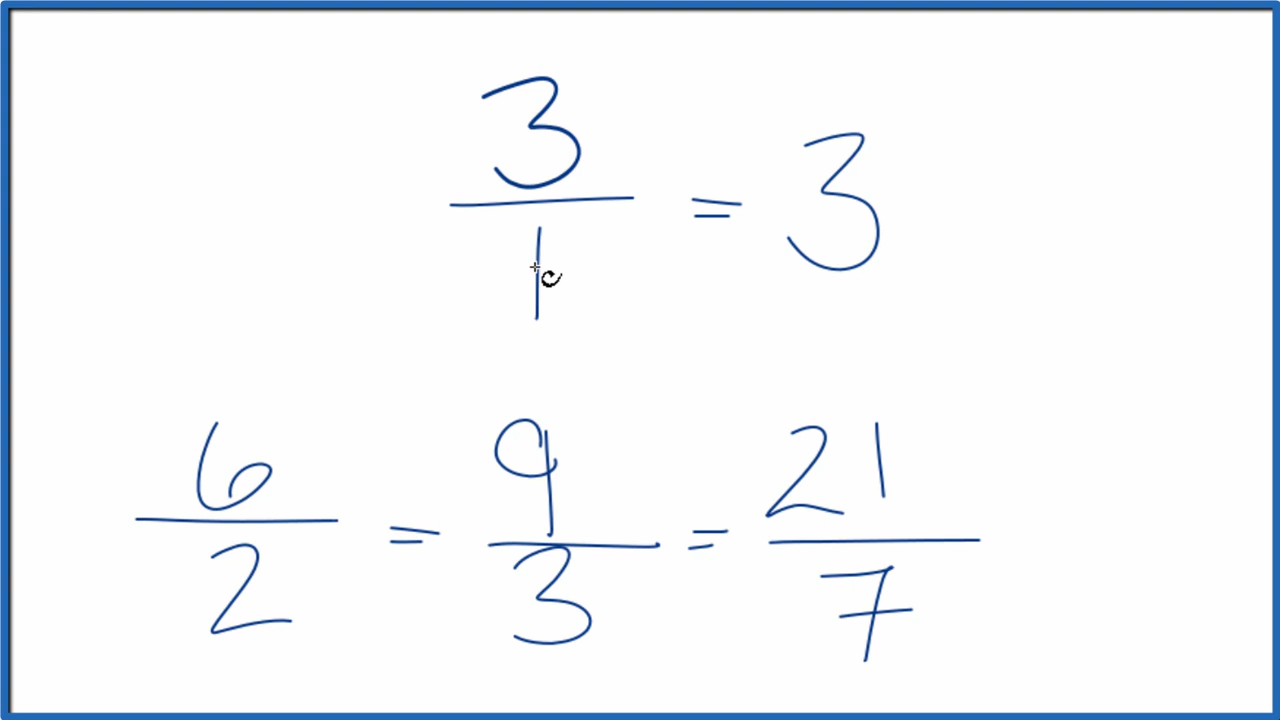 3/1 = 3
6/2 = 9/3 = 21/7